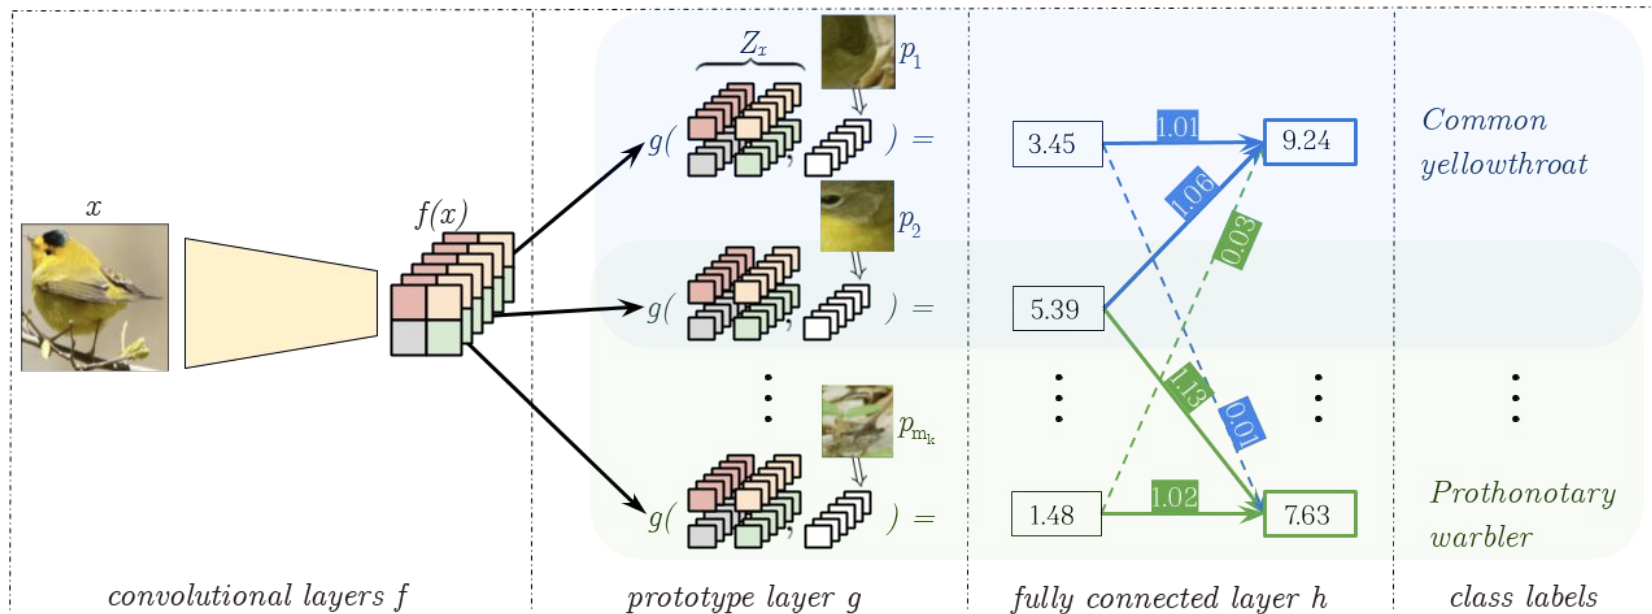 x
f(x)
Z_x
p_1
g( , ) =
p_2
g( , ) =
p_{m_k}
g( , ) =
3.45
1.01
9.24
1.06
0.03
5.39
1.13
0.01
1.48
1.02
7.63
Common
yellowthroat
Prothonotary
warbler
convolutional layers f
prototype layer g
fully connected layer h
class labels